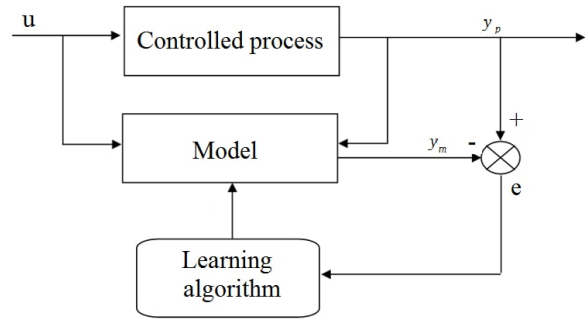 u
Controlled process
y_p
+
Model
y_m
-
e
Learning
algorithm